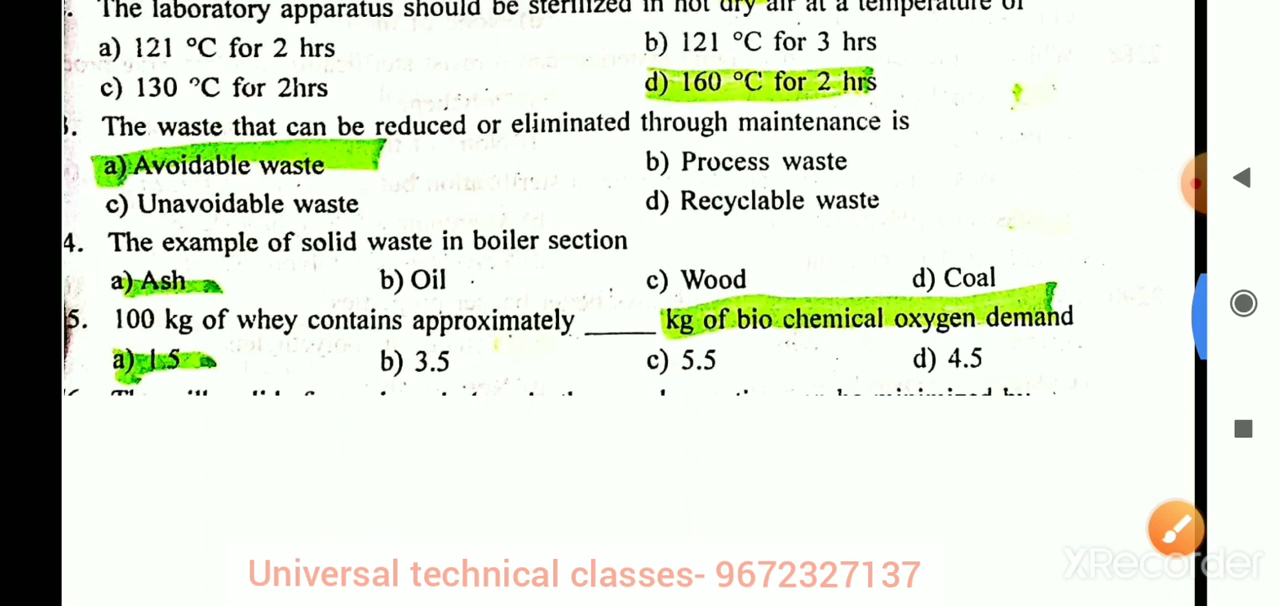 . The laboratory apparatus should be sterilized in hot dry air at a temperature of
a) 121 °C for 2 hrs b) 121 °C for 3 hrs
c) 130 °C for 2hrs d) 160 °C for 2 hrs
. The waste that can be reduced or eliminated through maintenance is
a) Avoidable waste b) Process waste
c) Unavoidable waste d) Recyclable waste
4. The example of solid waste in boiler section
a) Ash b) Oil c) Wood d) Coal
5. 100 kg of whey contains approximately _____ kg of bio chemical oxygen demand
a) 1.5 b) 3.5 c) 5.5 d) 4.5
Universal technical classes- 9672327137
XRecorder